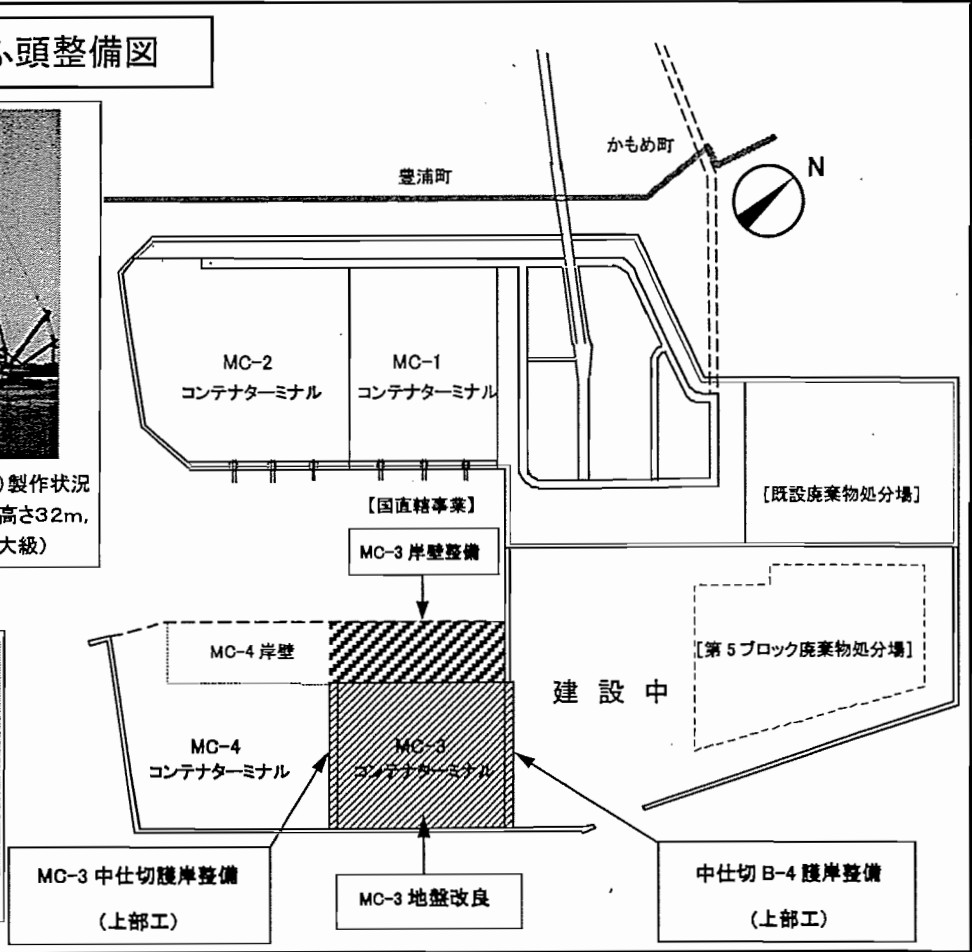 ふ頭整備図
かもめ町
豊浦町
N
MC-2
コンテナターミナル
MC-1
コンテナターミナル
)製作状況
高さ32m,
大級)
【国直轄事業】
MC-3 岸壁整備
[既設廃棄物処分場]
MC-4 岸壁
[第5ブロック廃棄物処分場]
建設中
MC-4
コンテナターミナル
MC-3
コンテナターミナル
MC-3 中仕切護岸整備
(上部工)
MC-3 地盤改良
中仕切 B-4 護岸整備
(上部工)